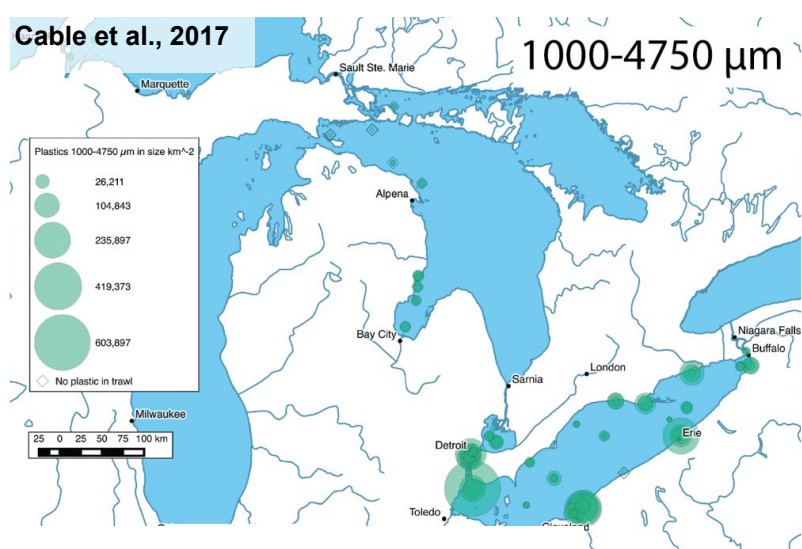 Cable et al., 2017
1000-4750 µm
Sault Ste. Marie
Marquette
Plastics 1000-4750 µm in size km^-2
26,211
104,843
235,897
419,373
603,897
No plastic in trawl
Alpena
Bay City
Niagara Falls
Buffalo
London
Sarnia
Milwaukee
25 0 25 50 75 100 km
Detroit
Erie
Toledo
Cleveland